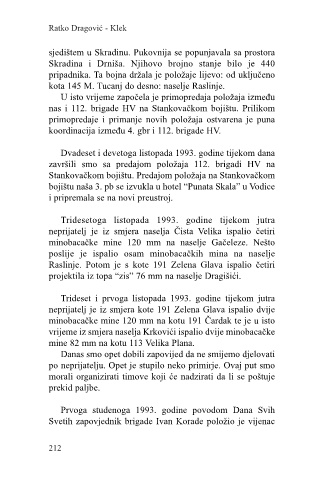 Ratko Dragović - Klek
sjedištem u Skradinu. Pukovnija se popunjavala sa prostora
Skradina i Drniša. Njihovo brojno stanje bilo je 440
pripadnika. Ta bojna držala je položaje lijevo: od uključeno
kota 145 M. Tucanj do desno: naselje Raslinje.
U isto vrijeme započela je primopredaja položaja između
nas i 112. brigade HV na Stankovačkom bojištu. Prilikom
primopredaje i primanje novih položaja ostvarena je puna
koordinacija između 4. gbr i 112. brigade HV.
Dvadeset i devetoga listopada 1993. godine tijekom dana
završili smo sa predajom položaja 112. brigadi HV na
Stankovačkom bojištu. Predajom položaja na Stankovačkom
bojištu naša 3. pb se izvukla u hotel “Punata Skala” u Vodice
i pripremala se na novi preustroj.
Tridesetoga listopada 1993. godine tijekom jutra
neprijatelj je iz smjera naselja Čista Velika ispalio četiri
minobacačke mine 120 mm na naselje Gaćeleze. Nešto
poslije je ispalio osam minobacačkih mina na naselje
Raslinje. Potom je s kote 191 Zelena Glava ispalio četiri
projektila iz topa “zis” 76 mm na naselje Dragišići.
Trideset i prvoga listopada 1993. godine tijekom jutra
neprijatelj je iz smjera kote 191 Zelena Glava ispalio dvije
minobacačke mine 120 mm na kotu 191 Čardak te je u isto
vrijeme iz smjera naselja Krkovići ispalio dvije minobacačke
mine 82 mm na kotu 113 Velika Plana.
Danas smo opet dobili zapovijed da ne smijemo djelovati
po neprijatelju. Opet je stupilo neko primirje. Ovaj put smo
morali organizirati timove koji će nadzirati da li se poštuje
prekid paljbe.
Prvoga studenoga 1993. godine povodom Dana Svih
Svetih zapovjednik brigade Ivan Korade položio je vijenac
212